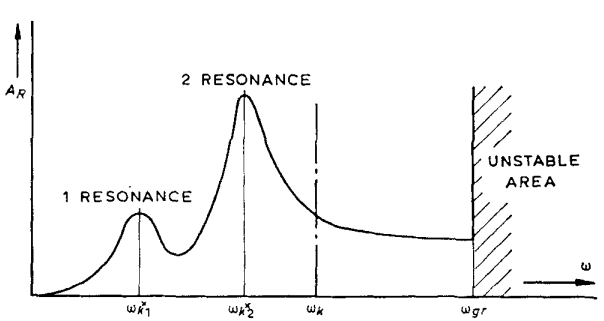 2 RESONANCE
A_R
1 RESONANCE
UNSTABLE
AREA
ω
ω_k₁^x
ω_k₂^x
ω_k
ω_gr